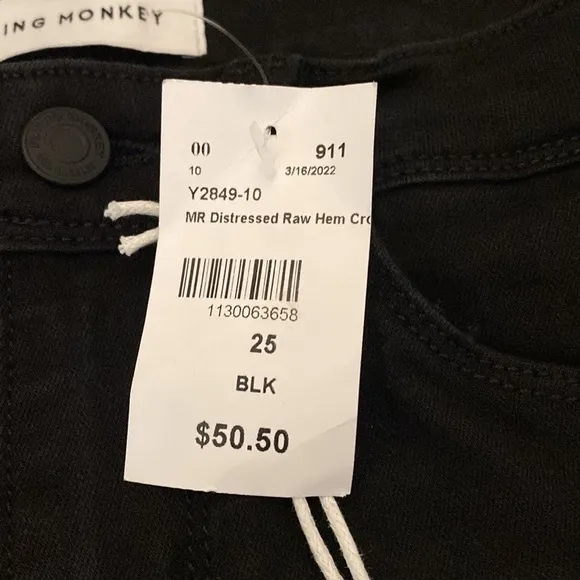 ING MONKEY
00 911
10 3/16/2022
Y2849-10
MR Distressed Raw Hem Cro
1130063658
25
BLK
$50.50